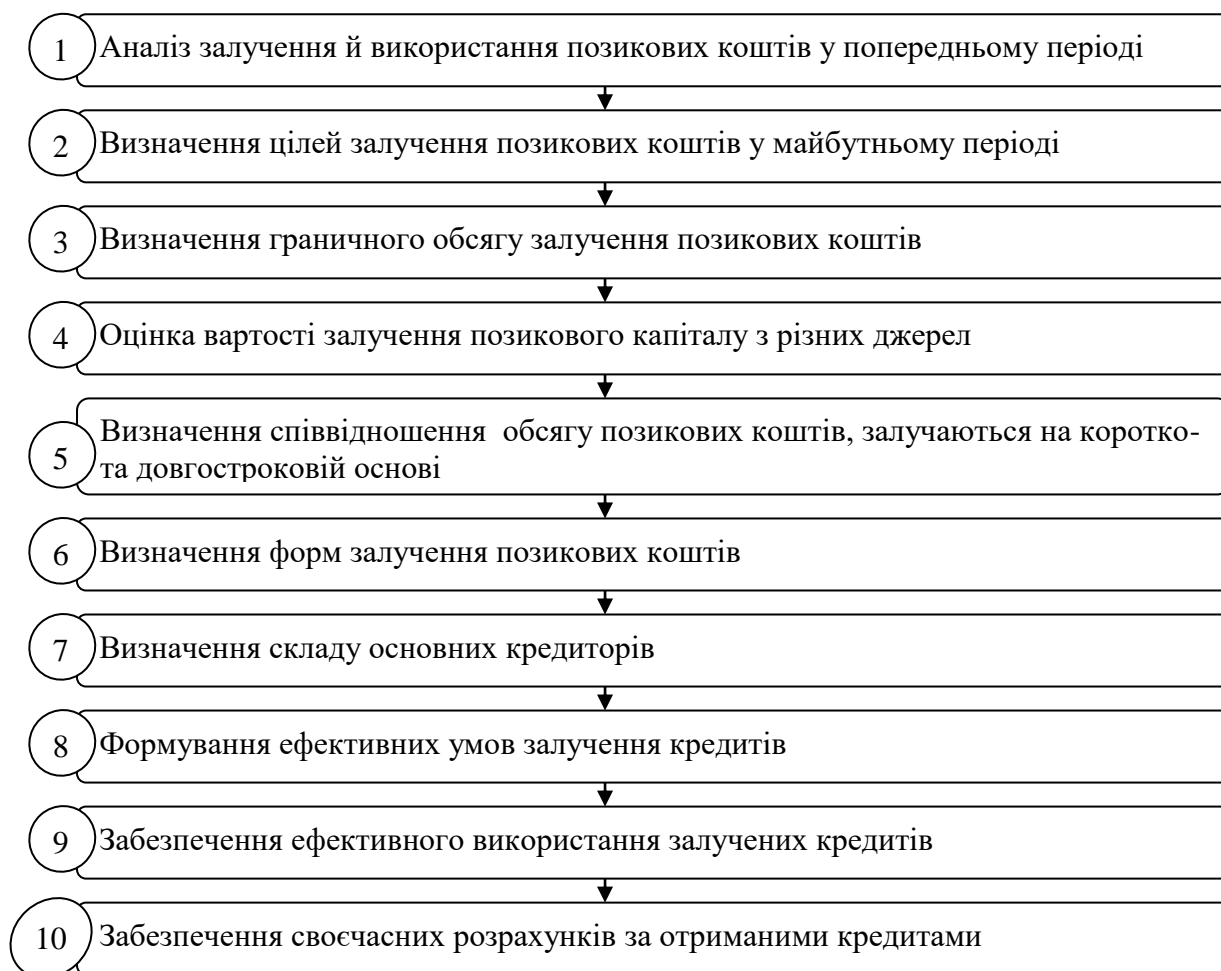 1 Аналіз залучення й використання позикових коштів у попередньому періоді
2 Визначення цілей залучення позикових коштів у майбутньому періоді
3 Визначення граничного обсягу залучення позикових коштів
4 Оцінка вартості залучення позикового капіталу з різних джерел
5 Визначення співвідношення  обсягу позикових коштів, залучаються на коротко-
та довгостроковій основі
6 Визначення форм залучення позикових коштів
7 Визначення складу основних кредиторів
8 Формування ефективних умов залучення кредитів
9 Забезпечення ефективного використання залучених кредитів
10 Забезпечення своєчасних розрахунків за отриманими кредитами